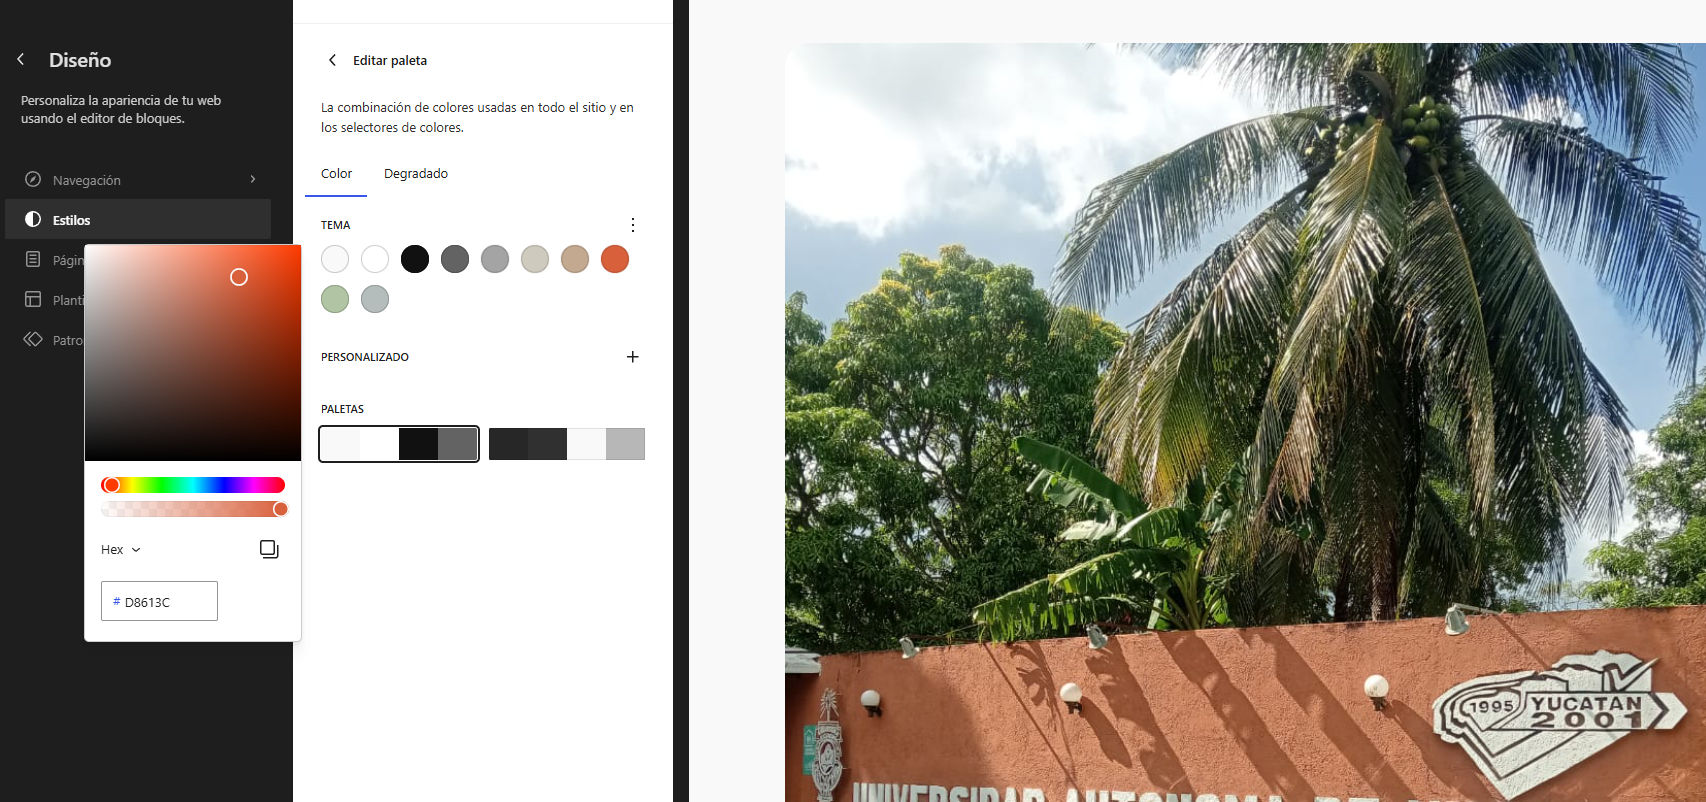 Diseño
Personaliza la apariencia de tu web
usando el editor de bloques.
Navegación
Estilos
Págin
Planti
Patro
Hex
# D8613C
Editar paleta
La combinación de colores usadas en todo el sitio y en
los selectores de colores.
Color
Degradado
TEMA
PERSONALIZADO
PALETAS
1995 YUCATAN
2001
UNIVERSIDAD AUTONOMA DE